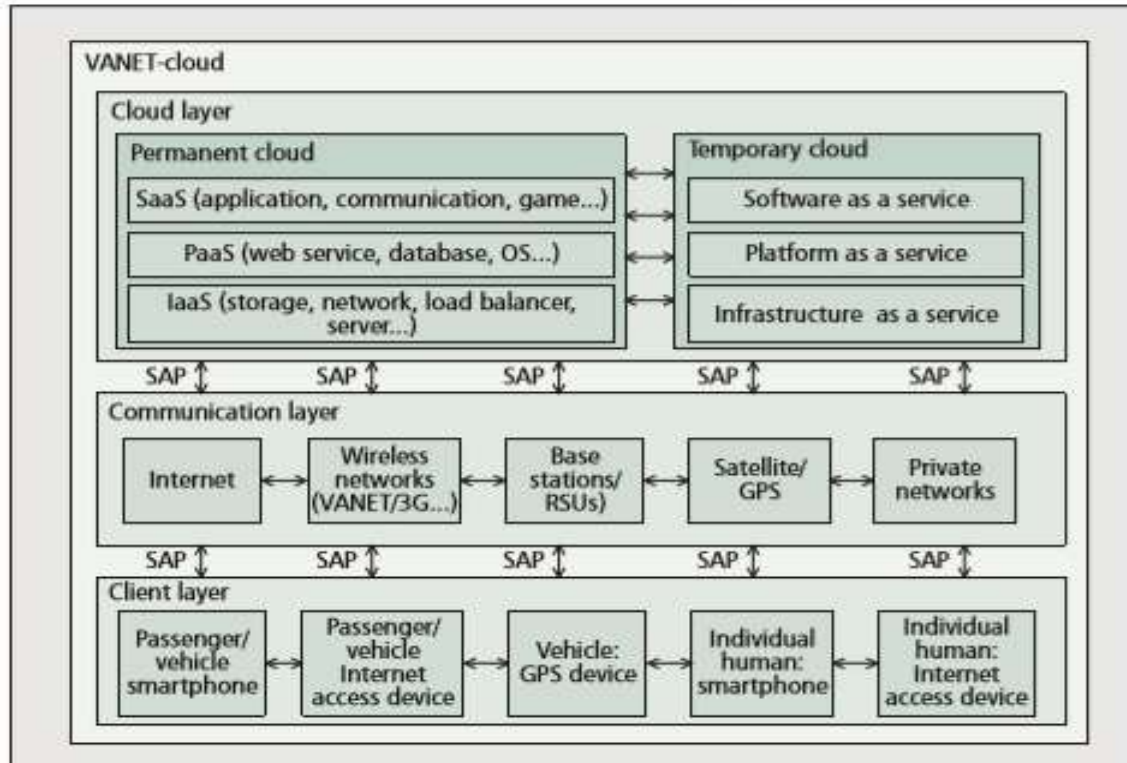 VANET-cloud
Cloud layer
Permanent cloud
SaaS (application, communication, game...)
PaaS (web service, database, OS...)
IaaS (storage, network, load balancer,
server...)
Temporary cloud
Software as a service
Platform as a service
Infrastructure as a service
SAP
SAP
SAP
SAP
SAP
Communication layer
Internet
Wireless
networks
(VANET/3G...)
Base
stations/
RSUs)
Satellite/
GPS
Private
networks
SAP
SAP
SAP
SAP
SAP
Client layer
Passenger/
vehicle
smartphone
Passenger/
vehicle
Internet
access device
Vehicle:
GPS device
Individual
human:
smartphone
Individual
human:
Internet
access device